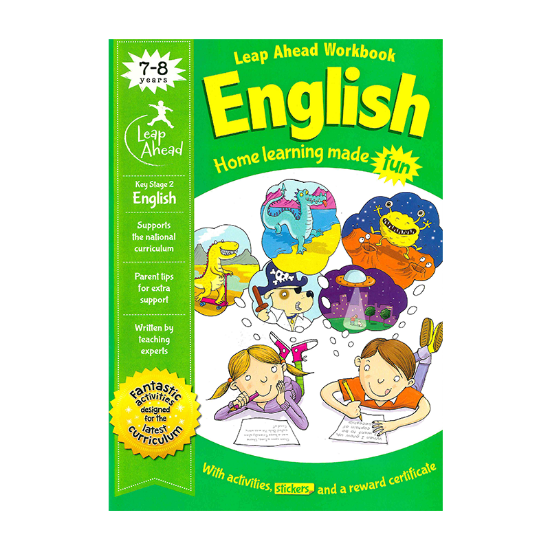 Leap Ahead Workbook
English
Home learning made fun
7-8
years
Leap
Ahead
Key Stage 2
English
Supports
the national
curriculum
Parent tips
for extra
support
Written by
teaching
experts
Fantastic
activities
designed
for the
latest
curriculum
With activities, stickers and a reward certificate